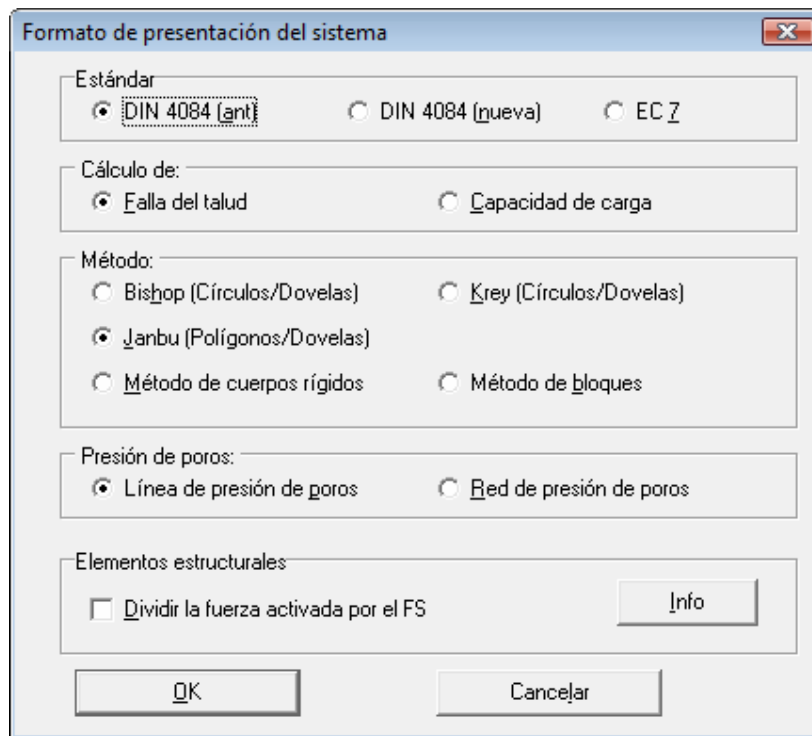 Formato de presentación del sistema
Estándar
DIN 4084 (ant)
DIN 4084 (nueva)
EC 7
Cálculo de:
Falla del talud
Capacidad de carga
Método:
Bishop (Círculos/Dovelas)
Krey (Círculos/Dovelas)
Janbu (Polígonos/Dovelas)
Método de cuerpos rígidos
Método de bloques
Presión de poros:
Línea de presión de poros
Red de presión de poros
Elementos estructurales
Dividir la fuerza activada por el FS
Info
OK
Cancelar